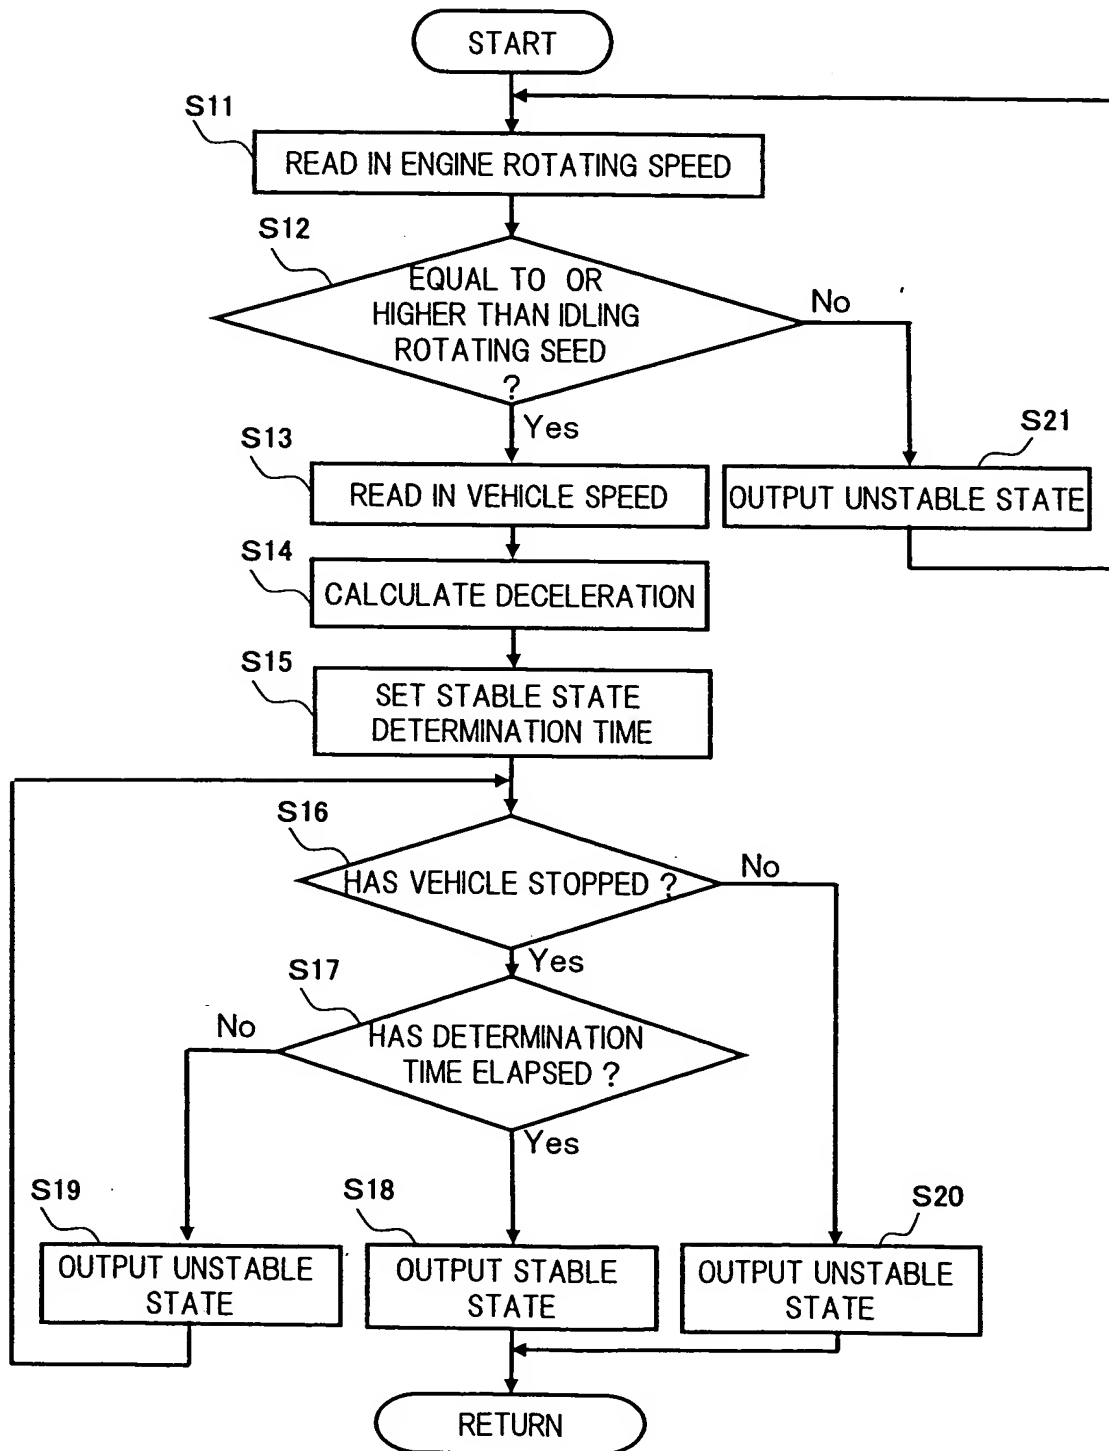 START
S11
READ IN ENGINE ROTATING SPEED
S12
EQUAL TO OR
HIGHER THAN IDLING
ROTATING SEED
?
No
Yes
S13
READ IN VEHICLE SPEED
S21
OUTPUT UNSTABLE STATE
S14
CALCULATE DECELERATION
S15
SET STABLE STATE
DETERMINATION TIME
S16
HAS VEHICLE STOPPED ?
No
Yes
S17
HAS DETERMINATION
TIME ELAPSED ?
No
Yes
S19
OUTPUT UNSTABLE
STATE
S18
OUTPUT STABLE
STATE
S20
OUTPUT UNSTABLE
STATE
RETURN